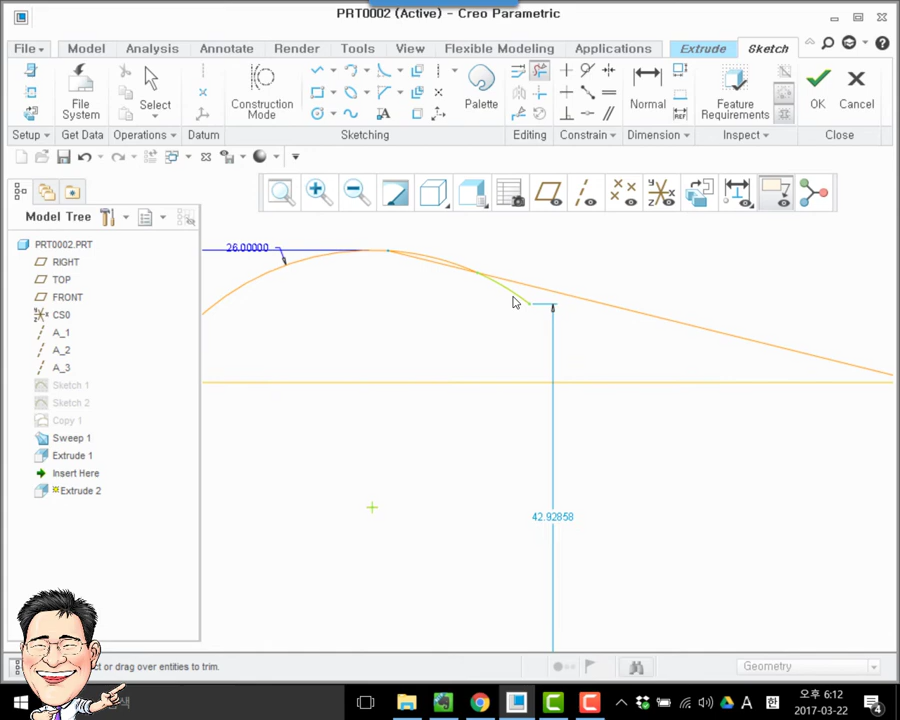 PRT0002 (Active) - Creo Parametric
File
Model
Analysis
Annotate
Render
Tools
View
Flexible Modeling
Applications
Extrude
Sketch
File
System
Select
Construction
Mode
Palette
Normal
Feature
Requirements
OK
Cancel
Setup
Get Data
Operations
Datum
Sketching
Editing
Constrain
Dimension
Inspect
Close
Model Tree
PRT0002.PRT
RIGHT
TOP
FRONT
CS0
A_1
A_2
A_3
Sketch 1
Sketch 2
Copy 1
Sweep 1
Extrude 1
Insert Here
Extrude 2
26.00000
42.92858
ct or drag over entities to trim.
Geometry
검색
A
한
오후 6:12
2017-03-22
4